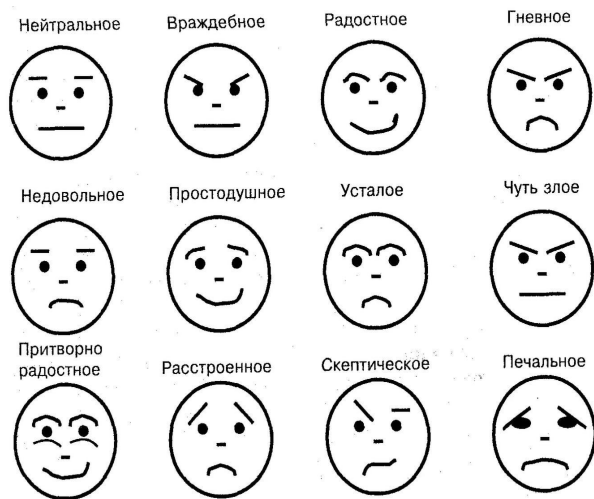 Нейтральное
Враждебное
Радостное
Гневное
Недовольное
Простодушное
Усталое
Чуть злое
Притворно
радостное
Расстроенное
Скептическое
Печальное